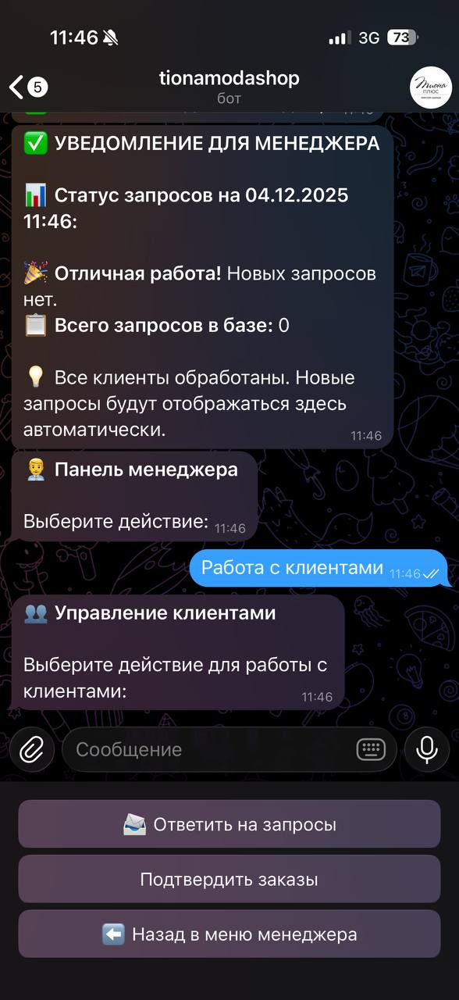 11:46
3G
73
5
tionamodashop
бот
✅ УВЕДОМЛЕНИЕ ДЛЯ МЕНЕДЖЕРА
📊 Статус запросов на 04.12.2025
11:46:
🎉 Отличная работа! Новых запросов
нет.
📋 Всего запросов в базе: 0
💡 Все клиенты обработаны. Новые
запросы будут отображаться здесь
автоматически.
11:46
👨‍💼 Панель менеджера
Выберите действие: 11:46
Работа с клиентами 11:46
👥 Управление клиентами
Выберите действие для работы с
клиентами:
11:46
Сообщение
📨 Ответить на запросы
Подтвердить заказы
⬅️ Назад в меню менеджера